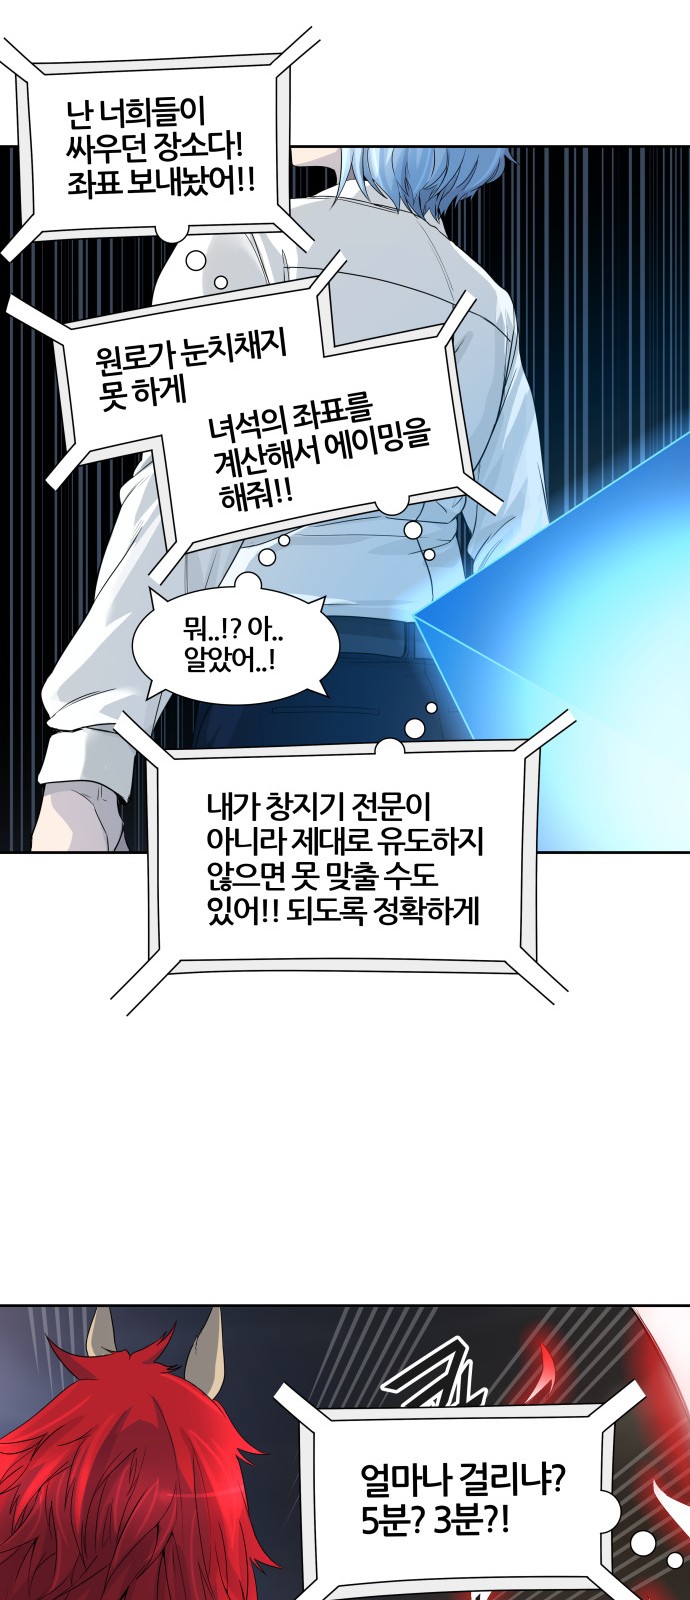 난 너희들이
싸우던 장소다!
좌표 보내놨어!!
원로가 눈치채지
못 하게
녀석의 좌표를
계산해서 에이밍을
해줘!!
뭐..!? 아..
알았어..!
내가 창지기 전문이
아니라 제대로 유도하지
않으면 못 맞출 수도
있어!! 되도록 정확하게
얼마나 걸리냐?
5분? 3분?!